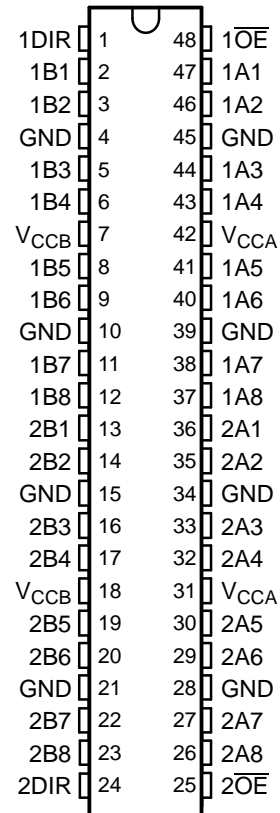 1DIR 1 48 1O̅E̅
1B1 2 47 1A1
1B2 3 46 1A2
GND 4 45 GND
1B3 5 44 1A3
1B4 6 43 1A4
VCCB 7 42 VCCA
1B5 8 41 1A5
1B6 9 40 1A6
GND 10 39 GND
1B7 11 38 1A7
1B8 12 37 1A8
2B1 13 36 2A1
2B2 14 35 2A2
GND 15 34 GND
2B3 16 33 2A3
2B4 17 32 2A4
VCCB 18 31 VCCA
2B5 19 30 2A5
2B6 20 29 2A6
GND 21 28 GND
2B7 22 27 2A7
2B8 23 26 2A8
2DIR 24 25 2O̅E̅